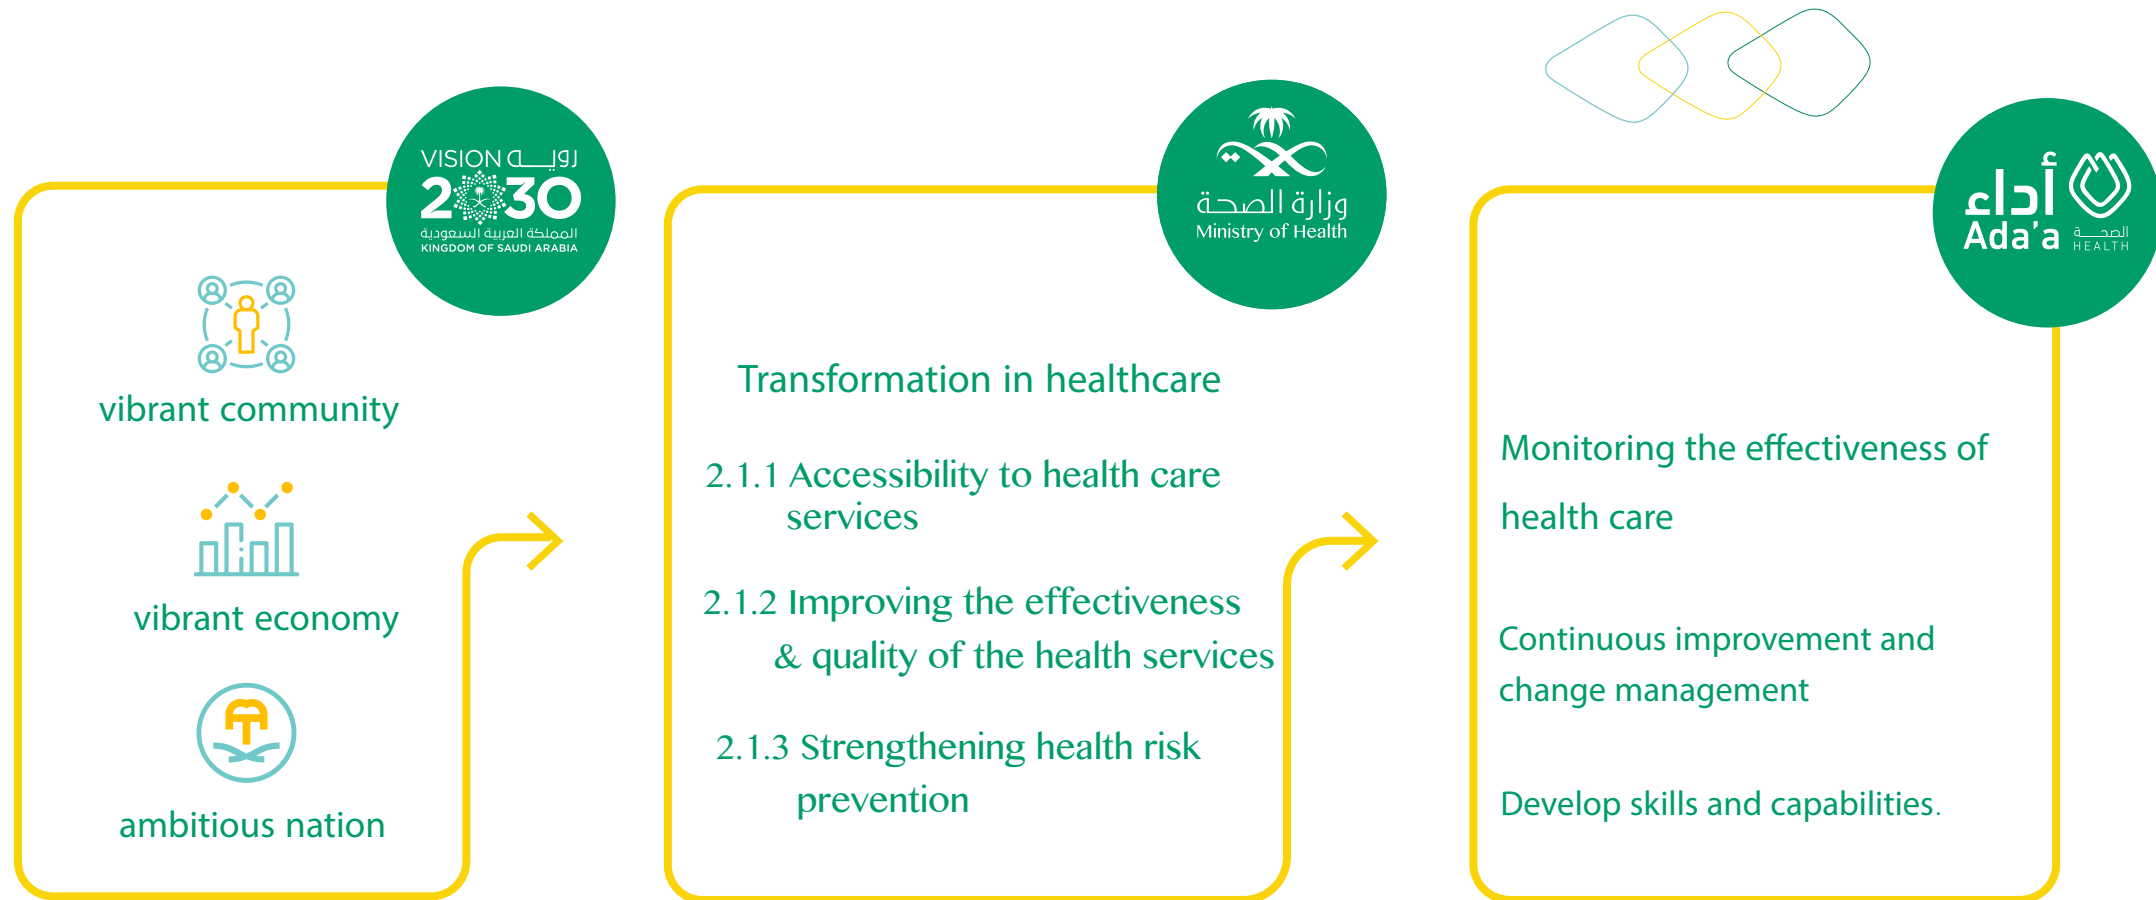 VISION رؤيــة
2030
المملكة العربية السعودية
KINGDOM OF SAUDI ARABIA
vibrant community
vibrant economy
ambitious nation
وزارة الصحة
Ministry of Health
Transformation in healthcare
2.1.1 Accessibility to health care
services
2.1.2 Improving the effectiveness
& quality of the health services
2.1.3 Strengthening health risk
prevention
أداء
Ada'a
الصحــة
HEALTH
Monitoring the effectiveness of
health care
Continuous improvement and
change management
Develop skills and capabilities.